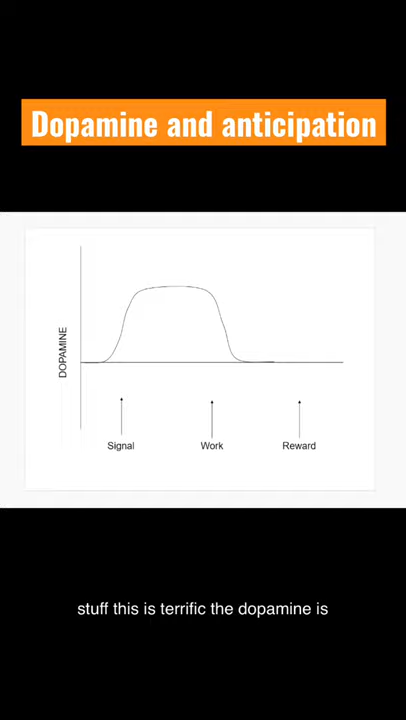 Dopamine and anticipation
DOPAMINE
Signal Work Reward
stuff this is terrific the dopamine is